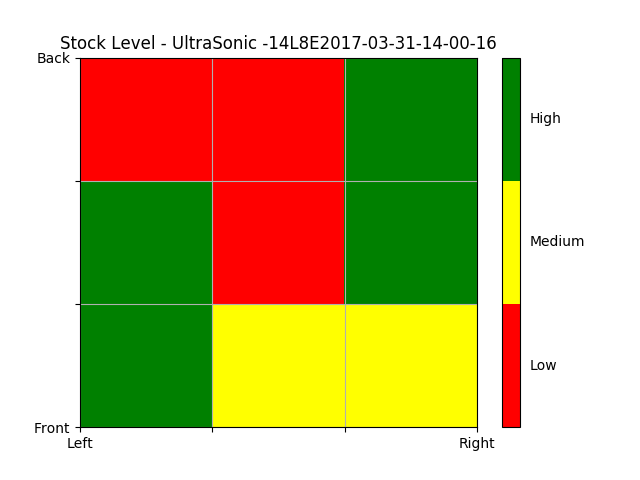 Stock Level - UltraSonic -14L8E2017-03-31-14-00-16
Back
High
Medium
Low
Front
Left
Right